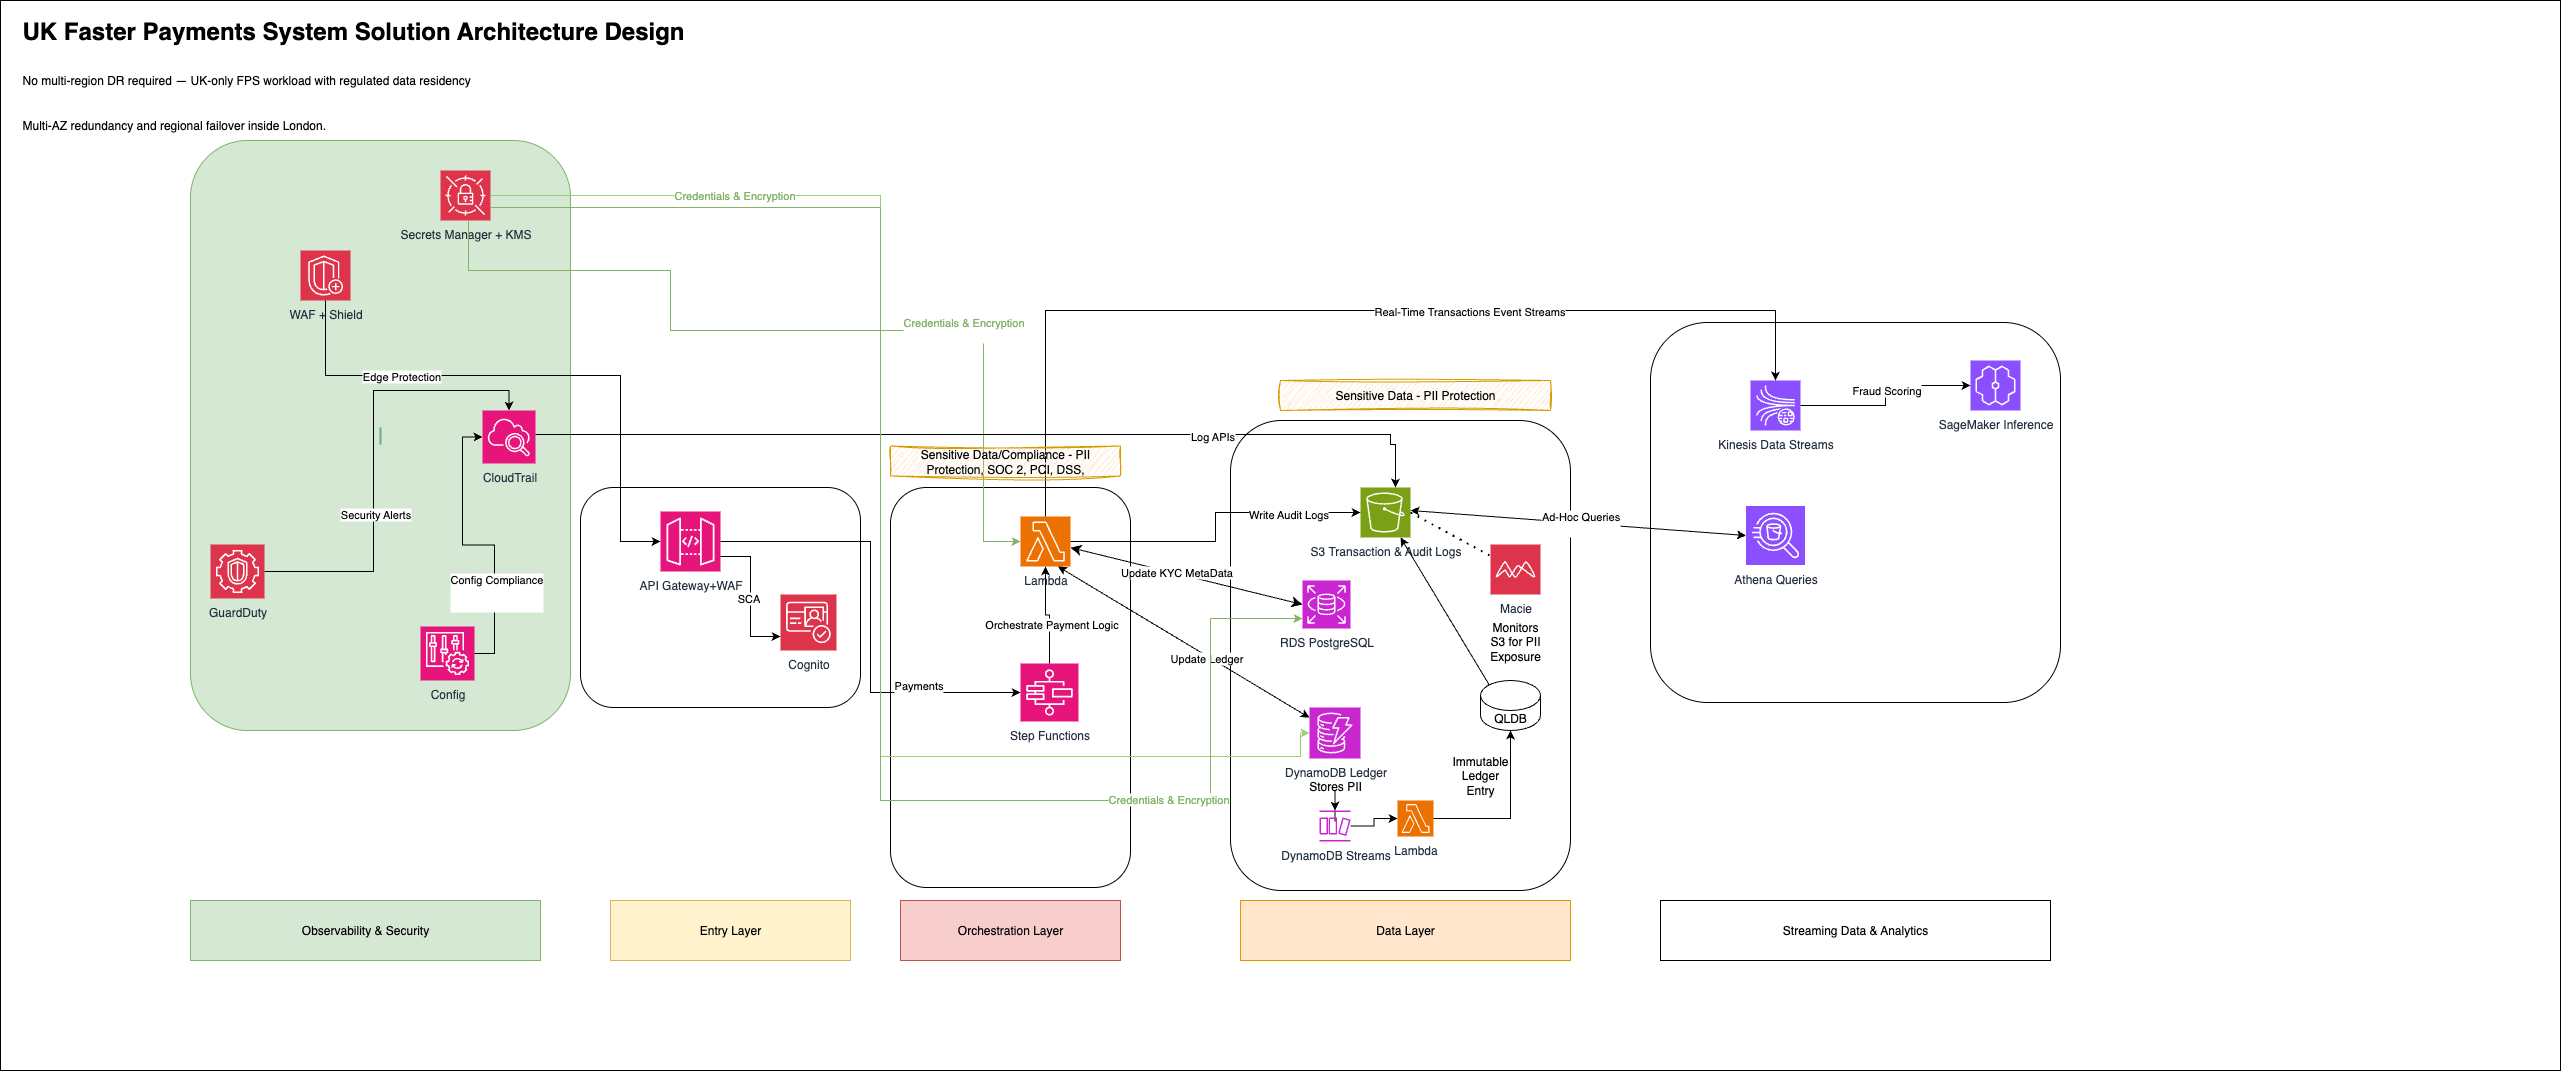 UK Faster Payments System Solution Architecture Design
No multi-region DR required — UK-only FPS workload with regulated data residency
Multi-AZ redundancy and regional failover inside London.
Secrets Manager + KMS
WAF + Shield
Edge Protection
CloudTrail
Security Alerts
Config Compliance
GuardDuty
Config
Credentials & Encryption
Credentials & Encryption
Credentials & Encryption
API Gateway+WAF
SCA
Cognito
Payments
Sensitive Data/Compliance - PII
Protection, SOC 2, PCI, DSS,
Lambda
Orchestrate Payment Logic
Step Functions
Real-Time Transactions Event Streams
Log APIs
Write Audit Logs
Update KYC MetaData
Update Ledger
Sensitive Data - PII Protection
S3 Transaction & Audit Logs
Macie
Monitors
S3 for PII
Exposure
RDS PostgreSQL
QLDB
DynamoDB Ledger
Stores PII
Immutable
Ledger
Entry
DynamoDB Streams
Lambda
Ad-Hoc Queries
Kinesis Data Streams
Fraud Scoring
SageMaker Inference
Athena Queries
Observability & Security
Entry Layer
Orchestration Layer
Data Layer
Streaming Data & Analytics